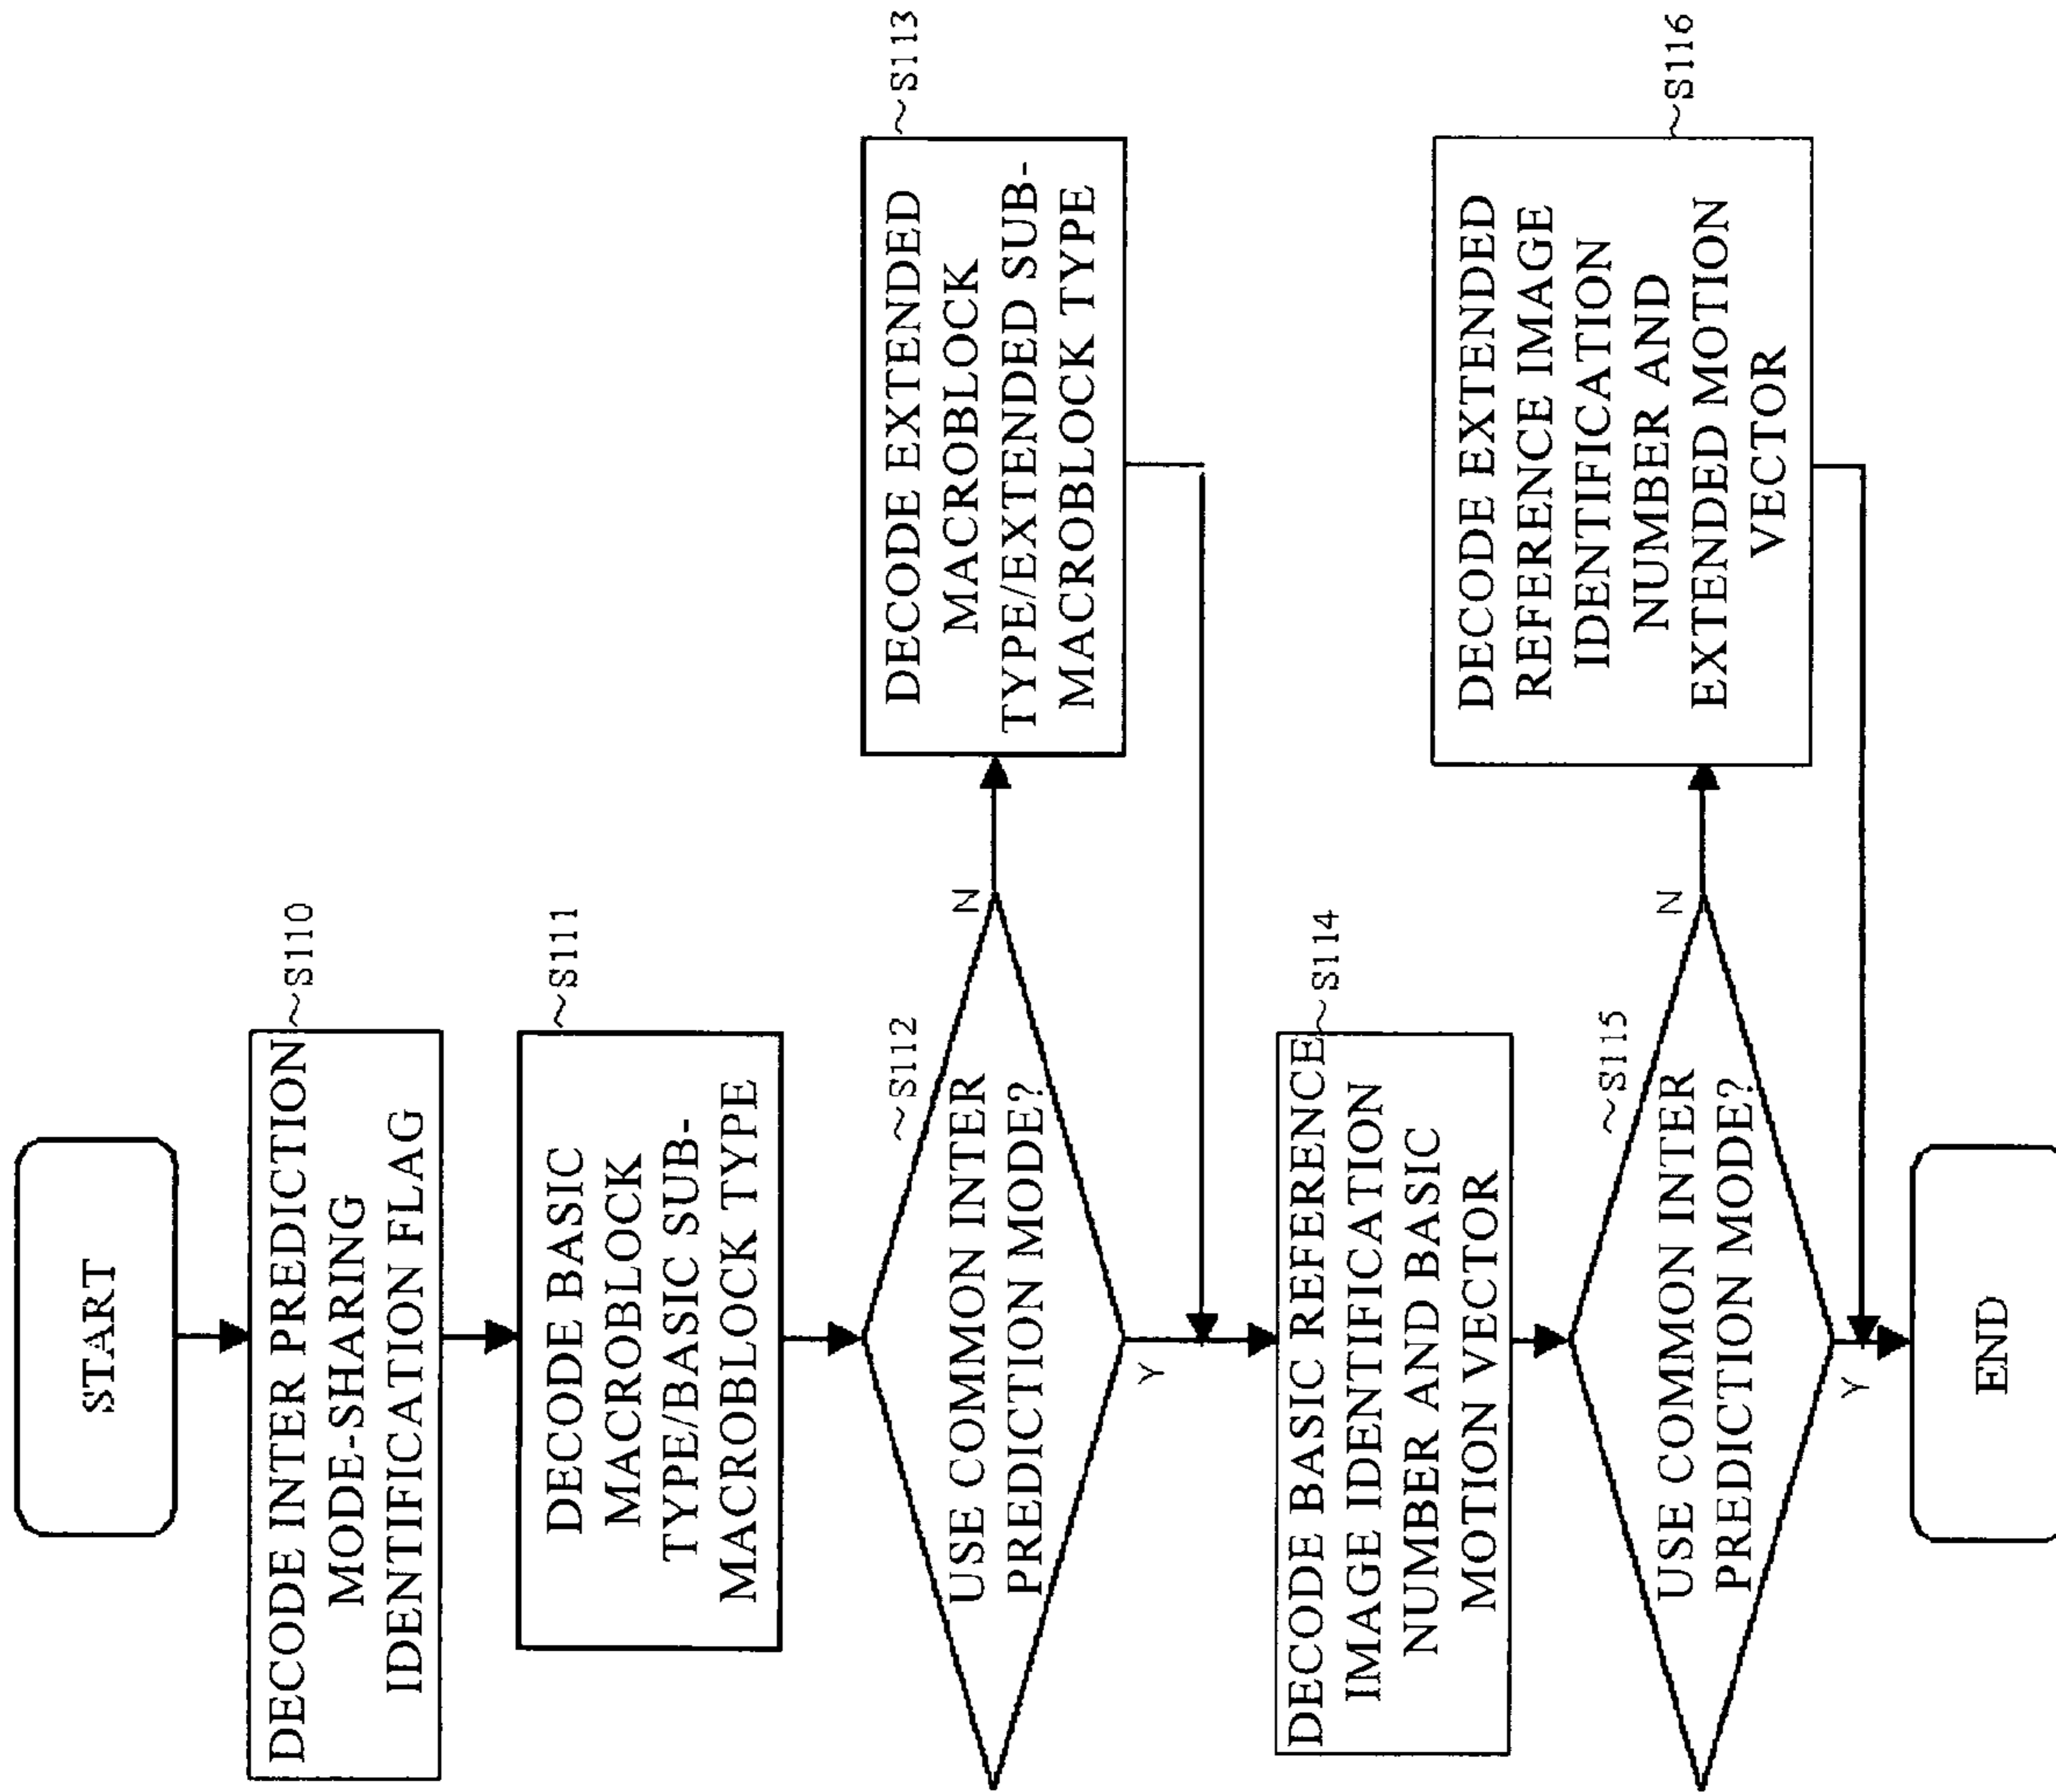 START
DECODE INTER PREDICTION
MODE-SHARING
IDENTIFICATION FLAG
~S110
DECODE BASIC
MACROBLOCK
TYPE/BASIC SUB-
MACROBLOCK TYPE
~S111
USE COMMON INTER
PREDICTION MODE?
~S112
N
Y
DECODE EXTENDED
MACROBLOCK
TYPE/EXTENDED SUB-
MACROBLOCK TYPE
~S113
DECODE BASIC REFERENCE
IMAGE IDENTIFICATION
NUMBER AND BASIC
MOTION VECTOR
~S114
USE COMMON INTER
PREDICTION MODE?
~S115
N
Y
DECODE EXTENDED
REFERENCE IMAGE
IDENTIFICATION
NUMBER AND
EXTENDED MOTION
VECTOR
~S116
END